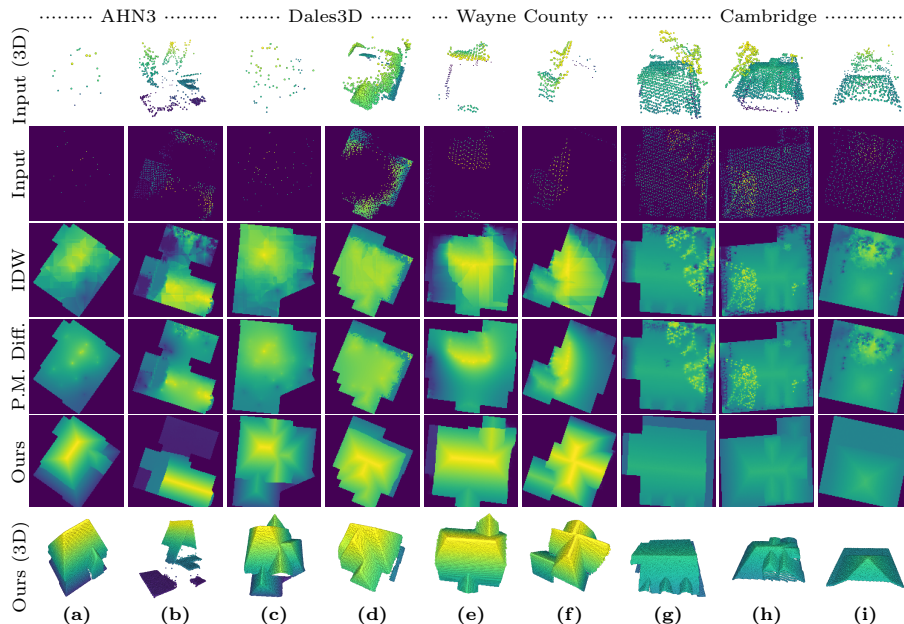 AHN3 Dales3D Wayne County Cambridge
Input (3D)
Input
IDW
P.M. Diff.
Ours
Ours (3D)
(a) (b) (c) (d) (e) (f) (g) (h) (i)